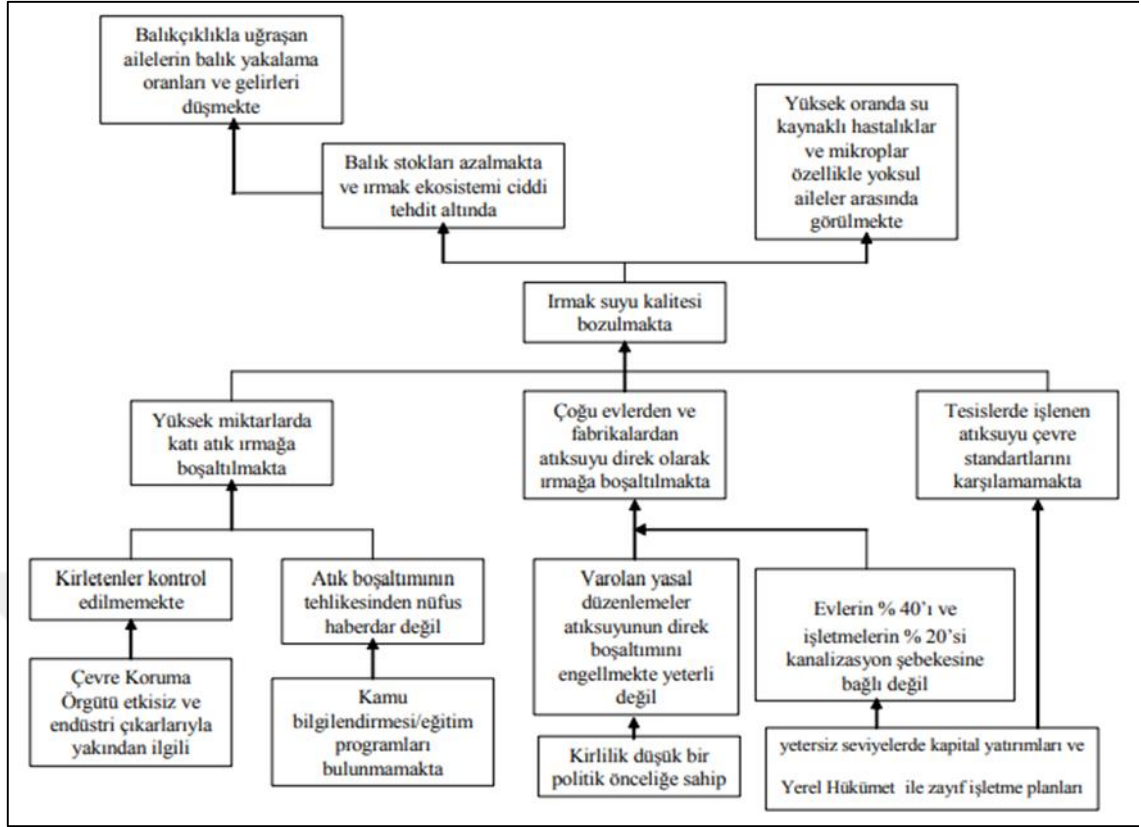 Balıkçıklıkla uğraşan
ailelerin balık yakalama
oranları ve gelirleri
düşmekte
Yüksek oranda su
kaynaklı hastalıklar
ve mikroplar
özellikle yoksul
aileler arasında
görülmekte
Balık stokları azalmakta
ve ırmak ekosistemi ciddi
tehdit altında
Irmak suyu kalitesi
bozulmakta
Yüksek miktarlarda
katı atık ırmağa
boşaltılmakta
Çoğu evlerden ve
fabrikalardan
atıksuyu direk olarak
ırmağa boşaltılmakta
Tesislerde işlenen
atıksuyu çevre
standartlarını
karşılamamakta
Kirletenler kontrol
edilmemekte
Atık boşaltımının
tehlikesinden nüfus
haberdar değil
Varolan yasal
düzenlemeler
atıksuyunun direk
boşaltımını
engellmekte yeterli
değil
Evlerin % 40’ı ve
işletmelerin % 20’si
kanalizasyon şebekesine
bağlı değil
Çevre Koruma
Örgütü etkisiz ve
endüstri çıkarlarıyla
yakından ilgili
Kamu
bilgilendirmesi/eğitim
programları
bulunmamakta
Kirlilik düşük bir
politik önceliğe sahip
yetersiz seviyelerde kapital yatırımları ve
Yerel Hükümet ile zayıf işletme planları